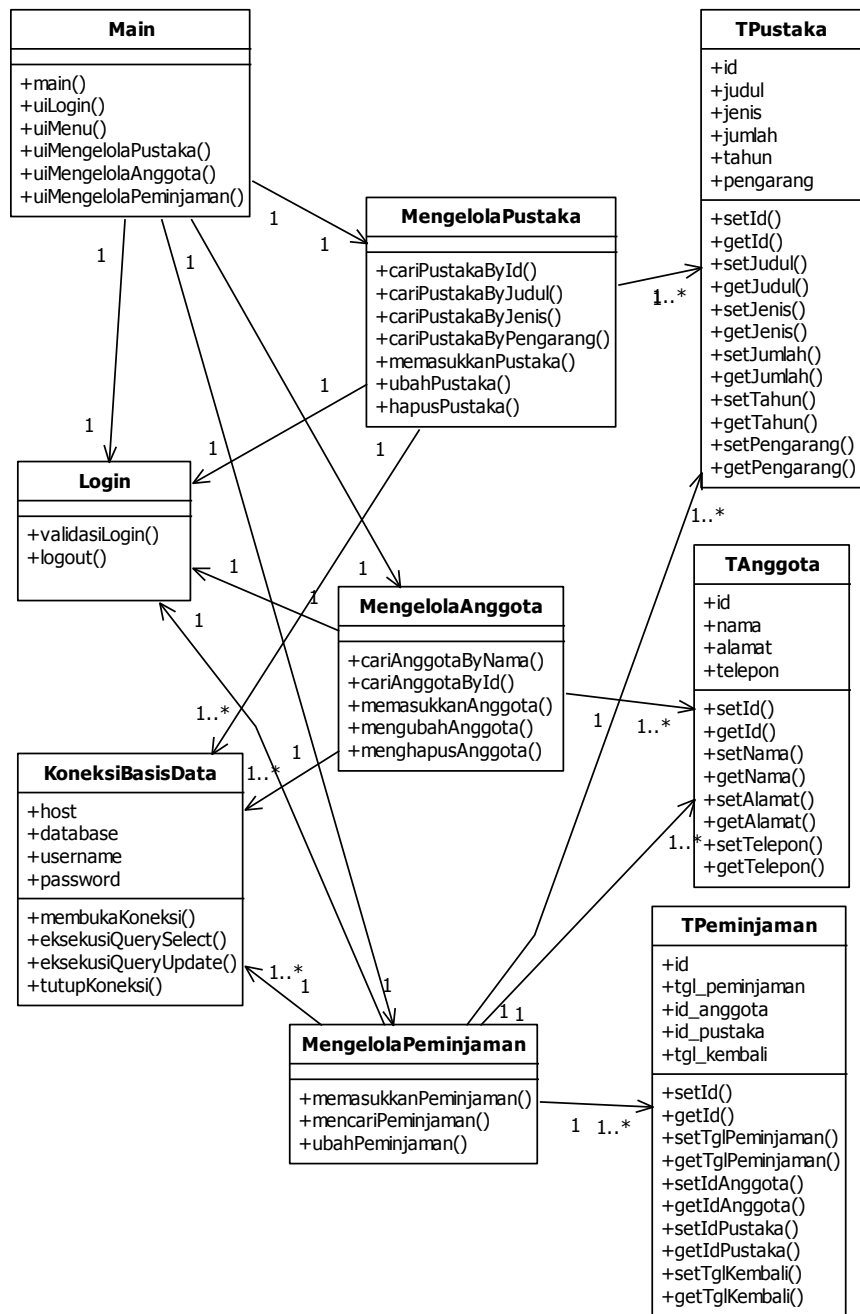 Main
+main()
+uiLogin()
+uiMenu()
+uiMengelolaPustaka()
+uiMengelolaAnggota()
+uiMengelolaPeminjaman()
TPustaka
+id
+judul
+jenis
+jumlah
+tahun
+pengarang
+setId()
+getId()
+setJudul()
+getJudul()
+setJenis()
+getJenis()
+setJumlah()
+getJumlah()
+setTahun()
+getTahun()
+setPengarang()
+getPengarang()
MengelolaPustaka
+cariPustakaById()
+cariPustakaByJudul()
+cariPustakaByJenis()
+cariPustakaByPengarang()
+memasukkanPustaka()
+ubahPustaka()
+hapusPustaka()
1
1
1
1
1
1
1..*
1
1
1
1
1
Login
+validasiLogin()
+logout()
1..*
TAnggota
+id
+nama
+alamat
+telepon
+setId()
+getId()
+setNama()
+getNama()
+setAlamat()
+getAlamat()
+setTelepon()
+getTelepon()
MengelolaAnggota
+cariAnggotaByNama()
+cariAnggotaById()
+memasukkanAnggota()
+mengubahAnggota()
+menghapusAnggota()
1
1
1
1
1
1
1..*
1..*
1..*
1
1..*
KoneksiBasisData
+host
+database
+username
+password
+membukaKoneksi()
+eksekusiQuerySelect()
+eksekusiQueryUpdate()
+tutupKoneksi()
1..*
1
1
1
1
MengelolaPeminjaman
+memasukkanPeminjaman()
+mencariPeminjaman()
+ubahPeminjaman()
1
1..*
TPeminjaman
+id
+tgl_peminjaman
+id_anggota
+id_pustaka
+tgl_kembali
+setId()
+getId()
+setTglPeminjaman()
+getTglPeminjaman()
+setIdAnggota()
+getIdAnggota()
+setIdPustaka()
+getIdPustaka()
+setTglKembali()
+getTglKembali()